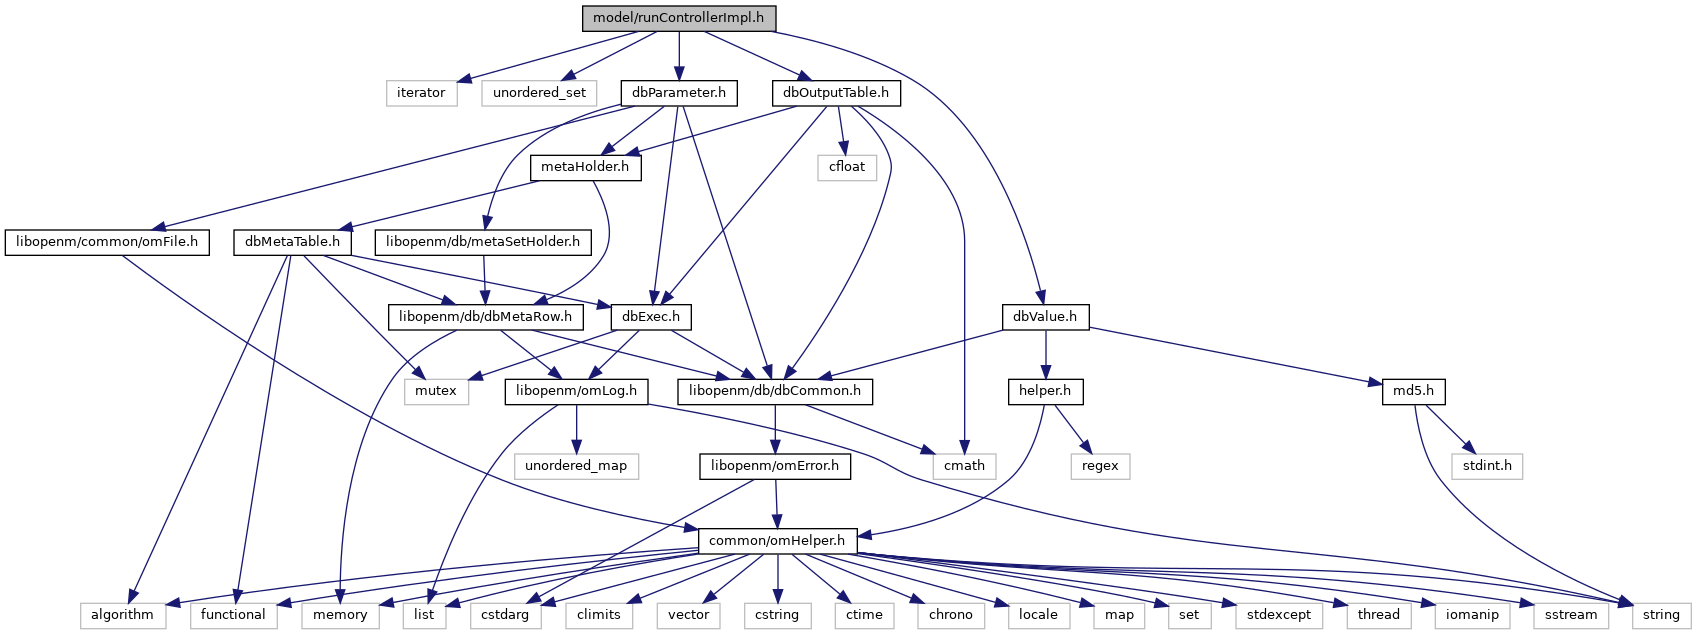 model/runControllerImpl.h
iterator
unordered_set
dbParameter.h
dbOutputTable.h
metaHolder.h
cfloat
libopenm/common/omFile.h
dbMetaTable.h
libopenm/db/metaSetHolder.h
libopenm/db/dbMetaRow.h
dbExec.h
dbValue.h
mutex
libopenm/omLog.h
libopenm/db/dbCommon.h
helper.h
md5.h
unordered_map
libopenm/omError.h
cmath
regex
stdint.h
common/omHelper.h
algorithm
functional
memory
list
cstdarg
climits
vector
cstring
ctime
chrono
locale
map
set
stdexcept
thread
iomanip
sstream
string